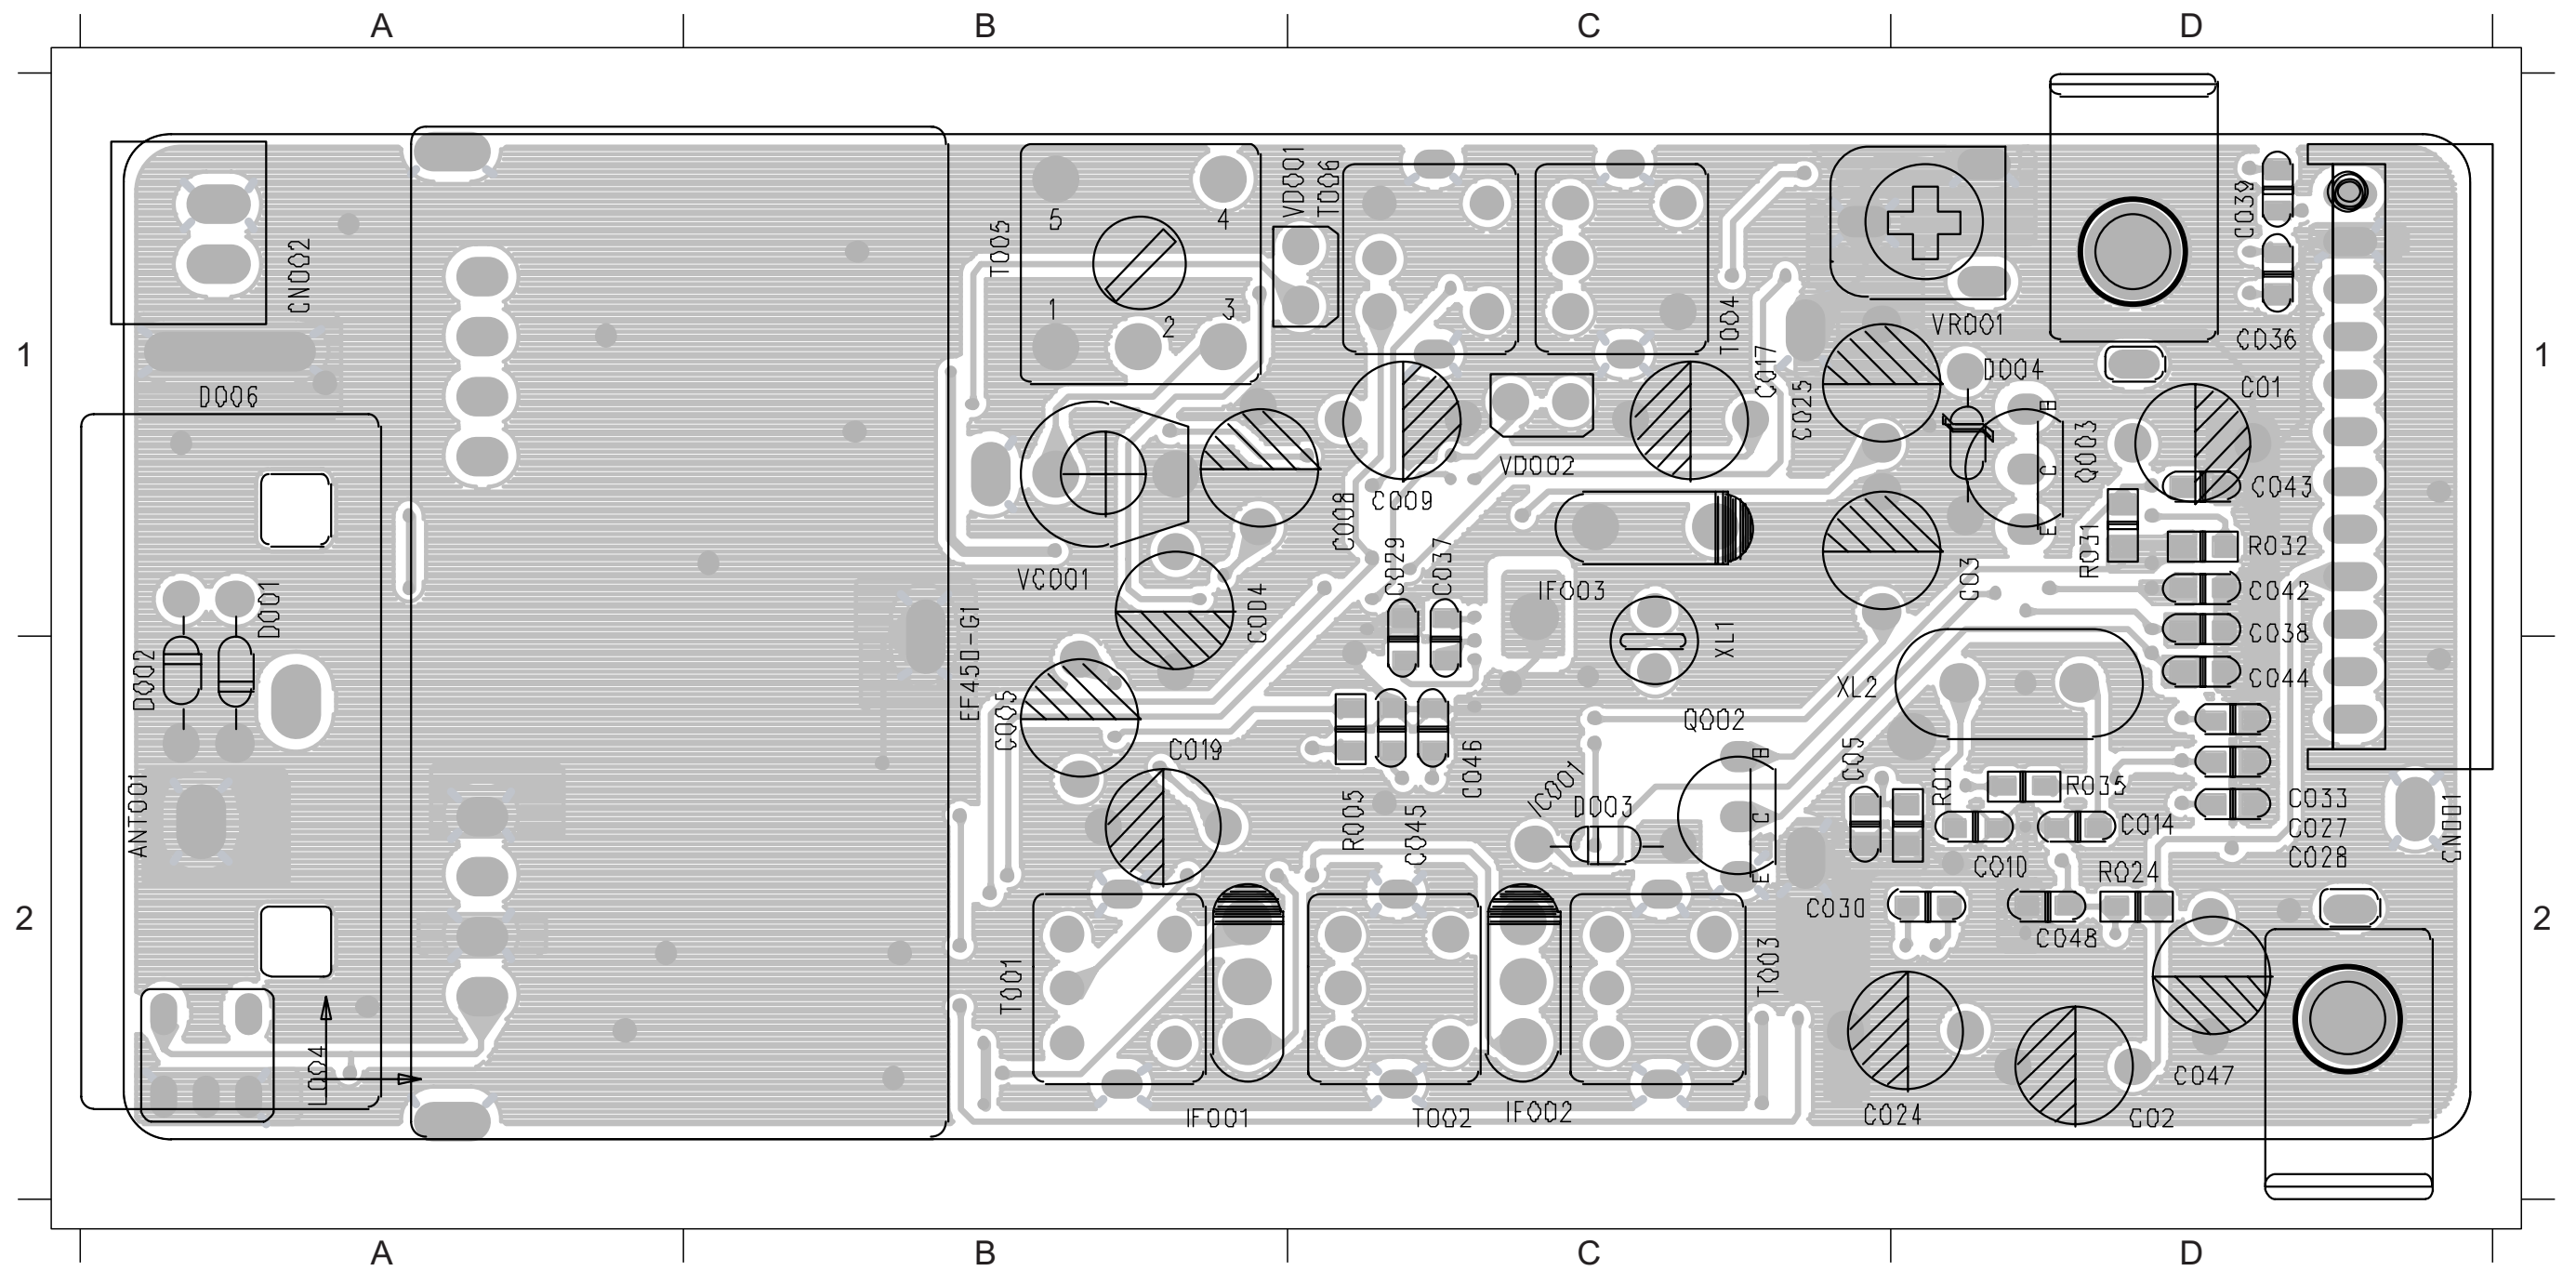 A B C D
CN002
T005
5
4
1
2
3
VD001
T006
T004
C017
C025
VR001
C039
C036
D006
D004
C01
B
C
E
Q003
VD002
C009
C008
C043
R031
R032
C042
C038
C044
1
1
D001
D002
VC001
C004
EF450-G1
C029
C037
IF003
XL1
C03
XL2
C005
C019
C046
Q002
B
C
E
C05
R01
R035
C033
C027
C028
CN001
ANT001
R005
C045
IC001
D003
C014
C010
R024
C030
C048
2
2
T001
T003
L004
IF001
T002
IF002
C024
C02
C047
A B C D